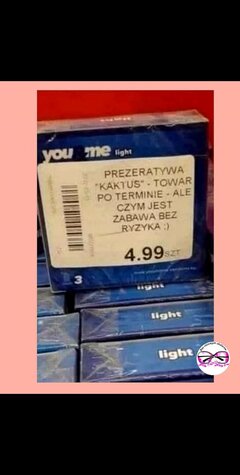 you me light
PREZERATYWA
"KAKTUS" - TOWAR
PO TERMINIE - ALE
CZYM JEST
ZABAWA BEZ
RYZYKA :)
4.99SZT
3
light
light
light